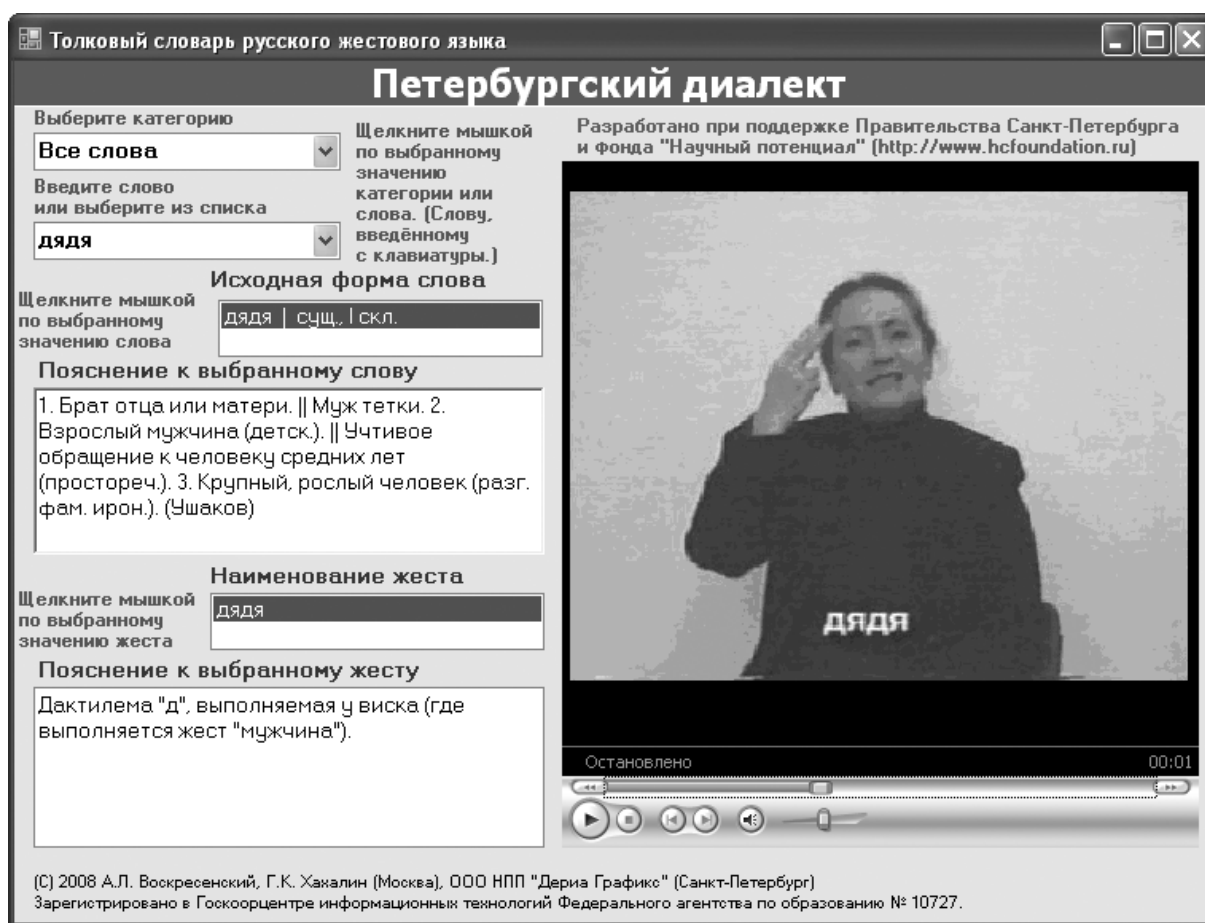 Толковый словарь русского жестового языка
Петербургский диалект
Выберите категорию
Все слова
Введите слово
или выберите из списка
дядя
Щелкните мышкой
по выбранному
значению
категории или
слова. (Слову,
введённому
с клавиатуры.)
Исходная форма слова
Щелкните мышкой
по выбранному
значению слова
дядя | сущ., I скл.
Пояснение к выбранному слову
1. Брат отца или матери. || Муж тетки. 2.
Взрослый мужчина (детск.). || Учтивое
обращение к человеку средних лет
(простореч.). 3. Крупный, рослый человек (разг.
фам. ирон.). (Ушаков)
Наименование жеста
Щелкните мышкой
по выбранному
значению жеста
дядя
Пояснение к выбранному жесту
Дактилема "д", выполняемая у виска (где
выполняется жест "мужчина").
Разработано при поддержке Правительства Санкт-Петербурга
и Фонда "Научный потенциал" (http://www.hcfoundation.ru)
дядя
Остановлено 00:01
(C) 2008 А.Л. Воскресенский, Г.К. Хахалин (Москва), ООО НПП "Дериа Графикс" (Санкт-Петербург)
Зарегистрировано в Госкоорцентре информационных технологий Федерального агентства по образованию № 10727.